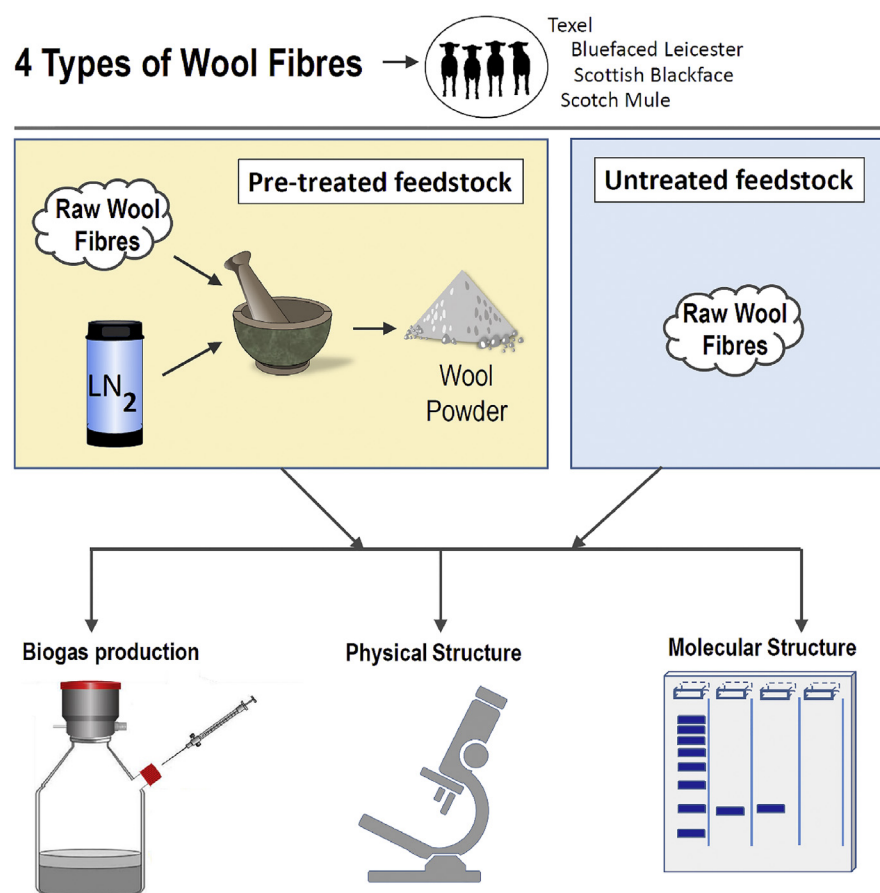 4 Types of Wool Fibres
Texel
Bluefaced Leicester
Scottish Blackface
Scotch Mule
Pre-treated feedstock
Untreated feedstock
Raw Wool
Fibres
LN2
Wool
Powder
Raw Wool
Fibres
Biogas production
Physical Structure
Molecular Structure